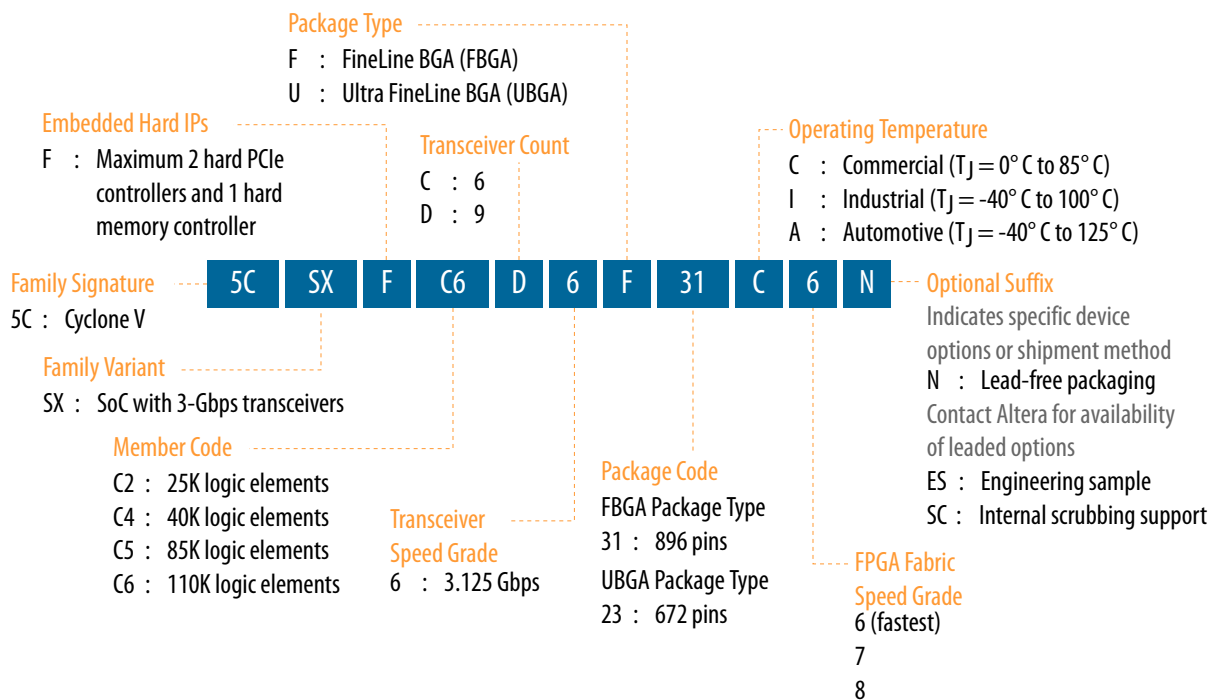 Package Type
F : FineLine BGA (FBGA)
U : Ultra FineLine BGA (UBGA)
Embedded Hard IPs
F : Maximum 2 hard PCIe
controllers and 1 hard
memory controller
Transceiver Count
C : 6
D : 9
Operating Temperature
C : Commercial (TJ = 0° C to 85° C)
I : Industrial (TJ = -40° C to 100° C)
A : Automotive (TJ = -40° C to 125° C)
Family Signature
5C : Cyclone V
5C SX F C6 D 6 F 31 C 6 N
Optional Suffix
Indicates specific device
options or shipment method
N : Lead-free packaging
Contact Altera for availability
of leaded options
ES : Engineering sample
SC : Internal scrubbing support
Family Variant
SX : SoC with 3-Gbps transceivers
Member Code
C2 : 25K logic elements
C4 : 40K logic elements
C5 : 85K logic elements
C6 : 110K logic elements
Transceiver
Speed Grade
6 : 3.125 Gbps
Package Code
FBGA Package Type
31 : 896 pins
UBGA Package Type
23 : 672 pins
FPGA Fabric
Speed Grade
6 (fastest)
7
8